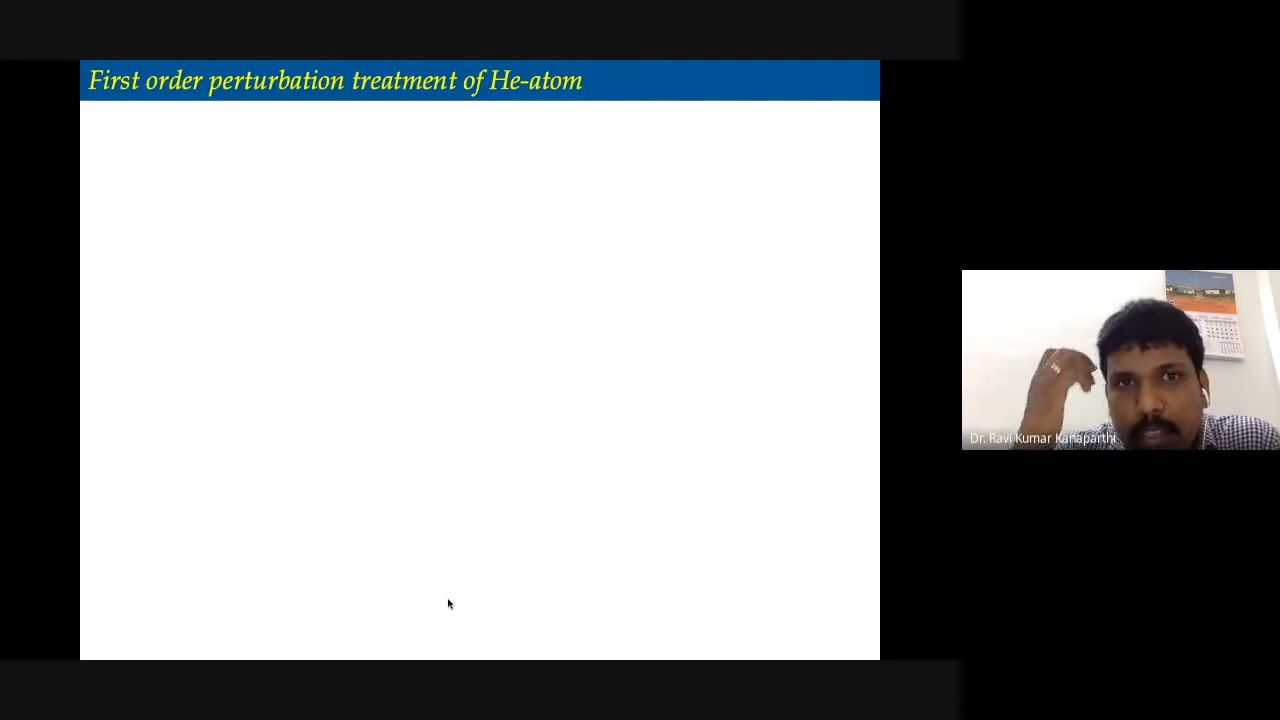 First order perturbation treatment of He-atom
Dr. Ravi Kumar Kanaparthi